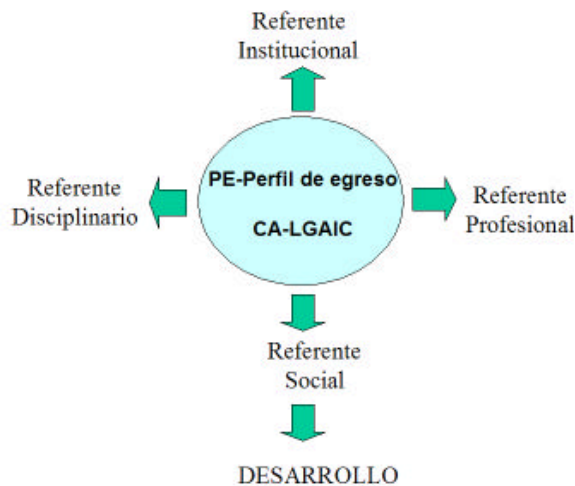 Referente
Institucional
PE-Perfil de egreso
CA-LGAIC
Referente
Disciplinario
Referente
Profesional
Referente
Social
DESARROLLO